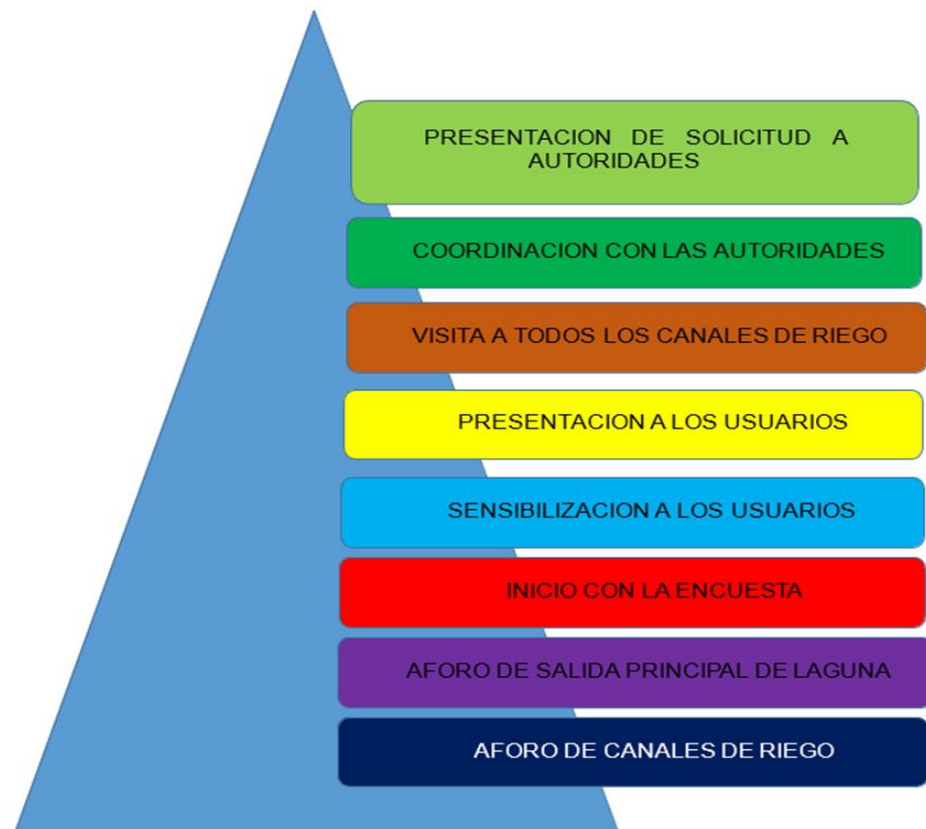 PRESENTACION DE SOLICITUD A
AUTORIDADES
COORDINACION CON LAS AUTORIDADES
VISITA A TODOS LOS CANALES DE RIEGO
PRESENTACION A LOS USUARIOS
SENSIBILIZACION A LOS USUARIOS
INICIO CON LA ENCUESTA
AFORO DE SALIDA PRINCIPAL DE LAGUNA
AFORO DE CANALES DE RIEGO